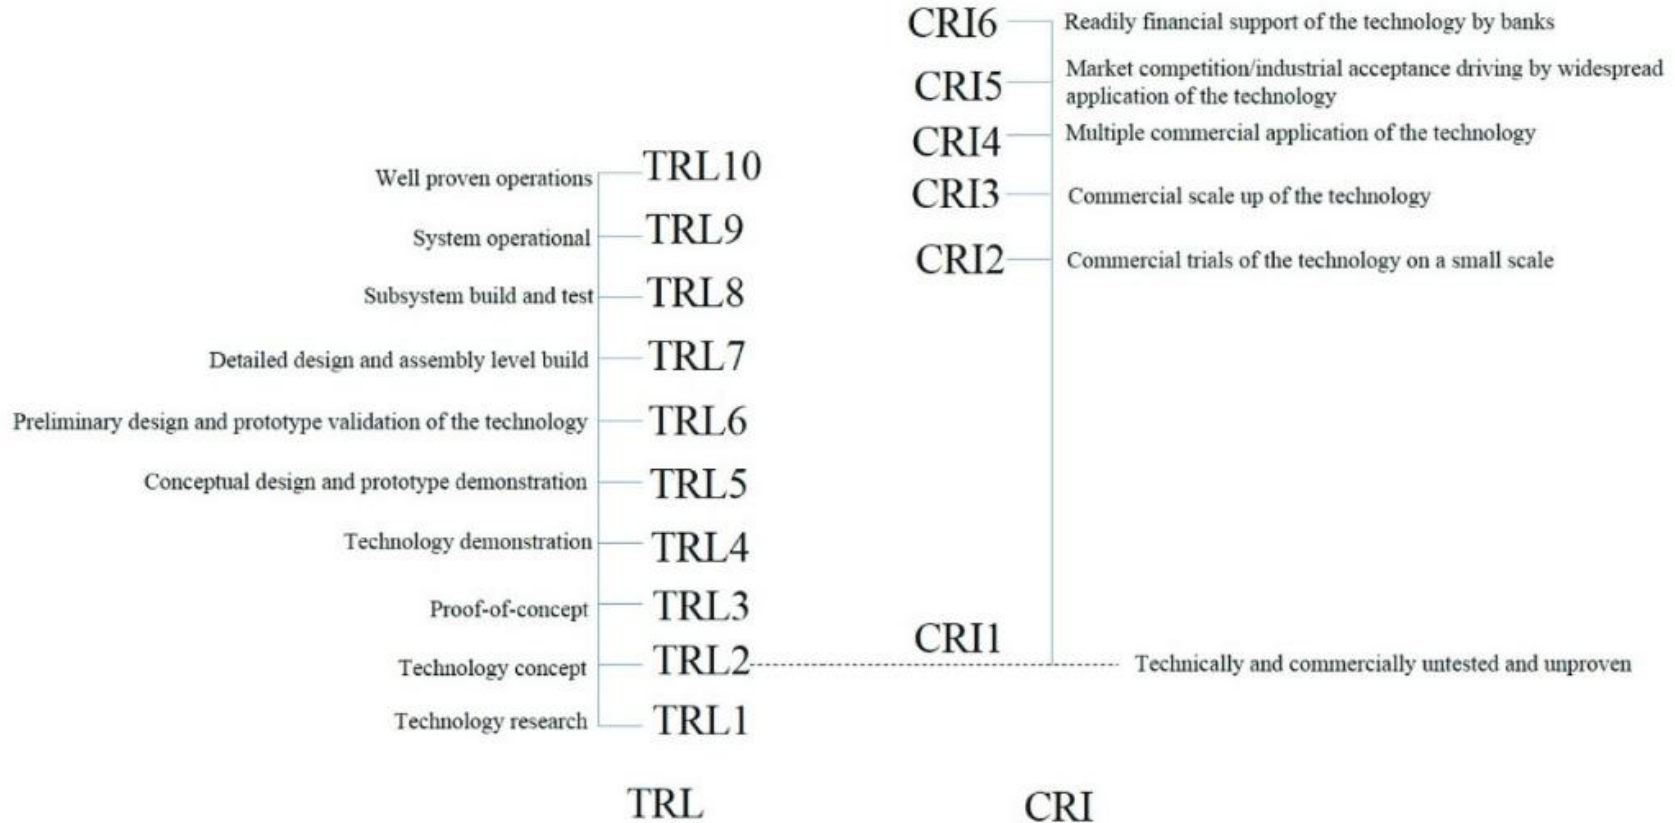 CRI6 Readily financial support of the technology by banks
CRI5 Market competition/industrial acceptance driving by widespread
application of the technology
CRI4 Multiple commercial application of the technology
Well proven operations TRL10
CRI3 Commercial scale up of the technology
System operational TRL9
CRI2 Commercial trials of the technology on a small scale
Subsystem build and test TRL8
Detailed design and assembly level build TRL7
Preliminary design and prototype validation of the technology TRL6
Conceptual design and prototype demonstration TRL5
Technology demonstration TRL4
Proof-of-concept TRL3
CRI1
Technology concept TRL2 Technically and commercially untested and unproven
Technology research TRL1
TRL CRI